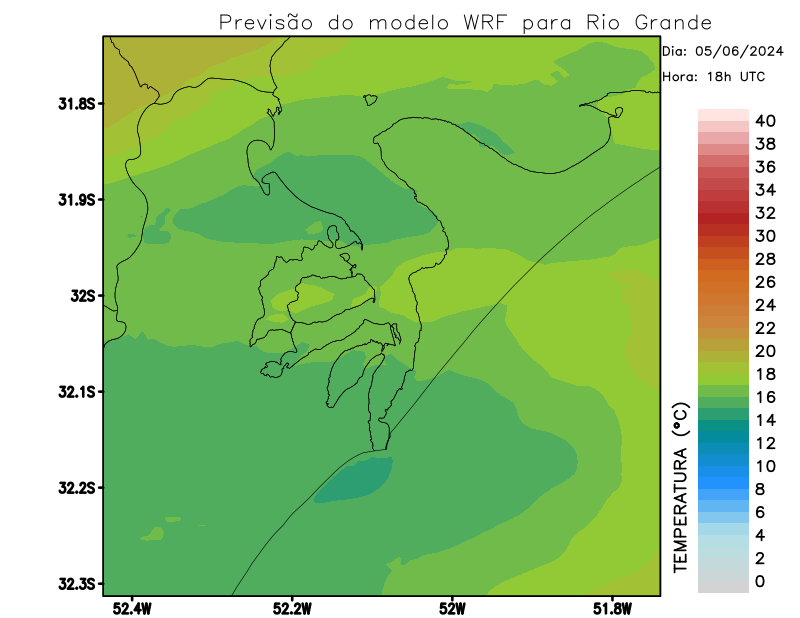 Previsão do modelo WRF para Rio Grande
Dia: 05/06/2024
Hora: 18h UTC
31.8S
31.9S
32S
32.1S
32.2S
32.3S
52.4W
52.2W
52W
51.8W
40
38
36
34
32
30
28
26
24
22
20
18
16
14
12
10
8
6
4
2
0
TEMPERATURA (°C)